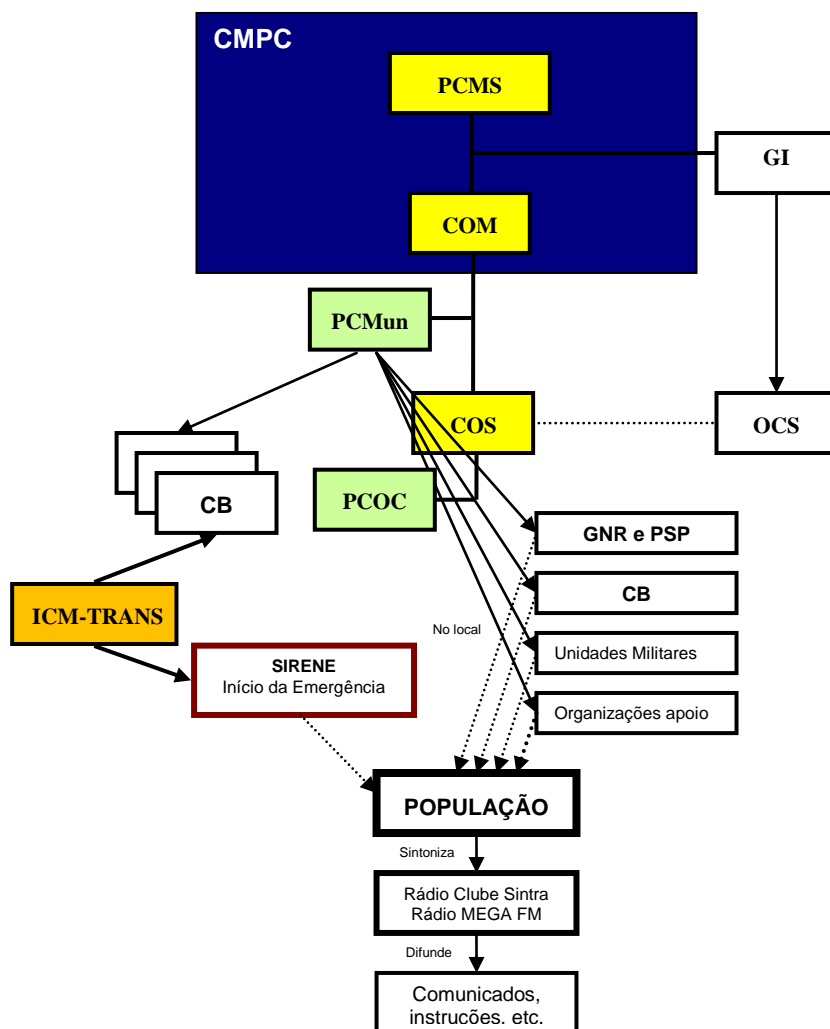 CMPC
PCMS
GI
COM
PCMun
COS
OCS
CB
PCOC
GNR e PSP
CB
ICM-TRANS
No local
Unidades Militares
SIRENE
Início da Emergência
Organizações apoio
POPULAÇÃO
Sintoniza
Rádio Clube Sintra
Rádio MEGA FM
Difunde
Comunicados,
instruções, etc.